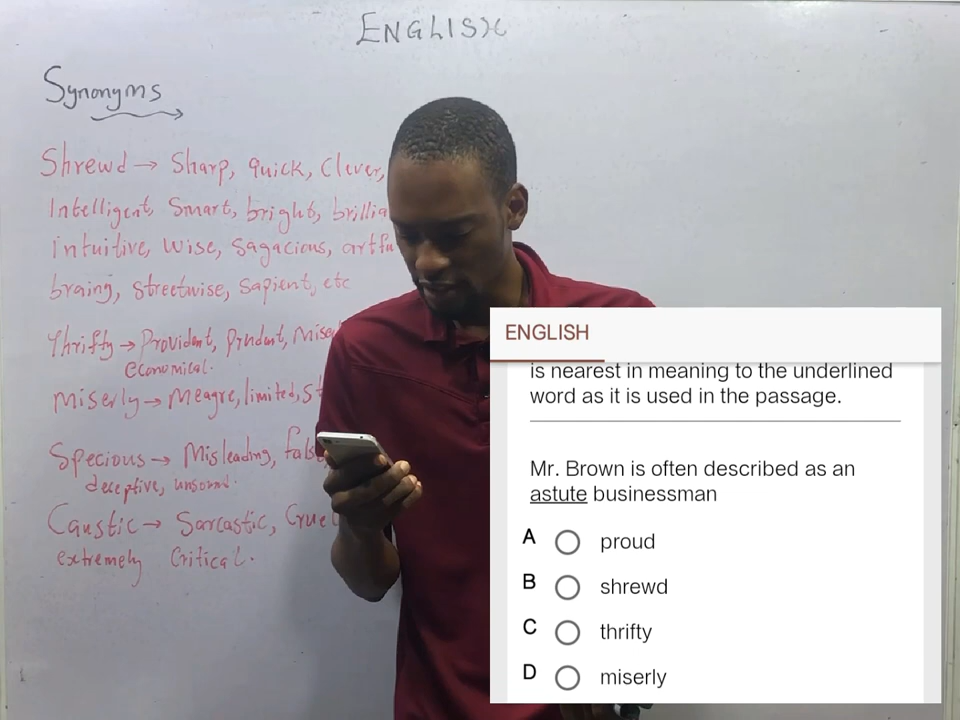 ENGLISH
Synonyms
Shrewd → Sharp, quick, Clever,
Intelligent, Smart, bright, brillia
intuitive, wise, sagacious, artfu
brainy, streetwise, sapient, etc
Thrifty → Provident, Prudent, Mise
economical.
Miserly → Meagre, limited, st
Specious → Misleading, fals
deceptive, unsound.
Caustic → Sarcastic, Cruel
extremely Critical.
ENGLISH
is nearest in meaning to the underlined
word as it is used in the passage.
Mr. Brown is often described as an
astute businessman
A proud
B shrewd
C thrifty
D miserly